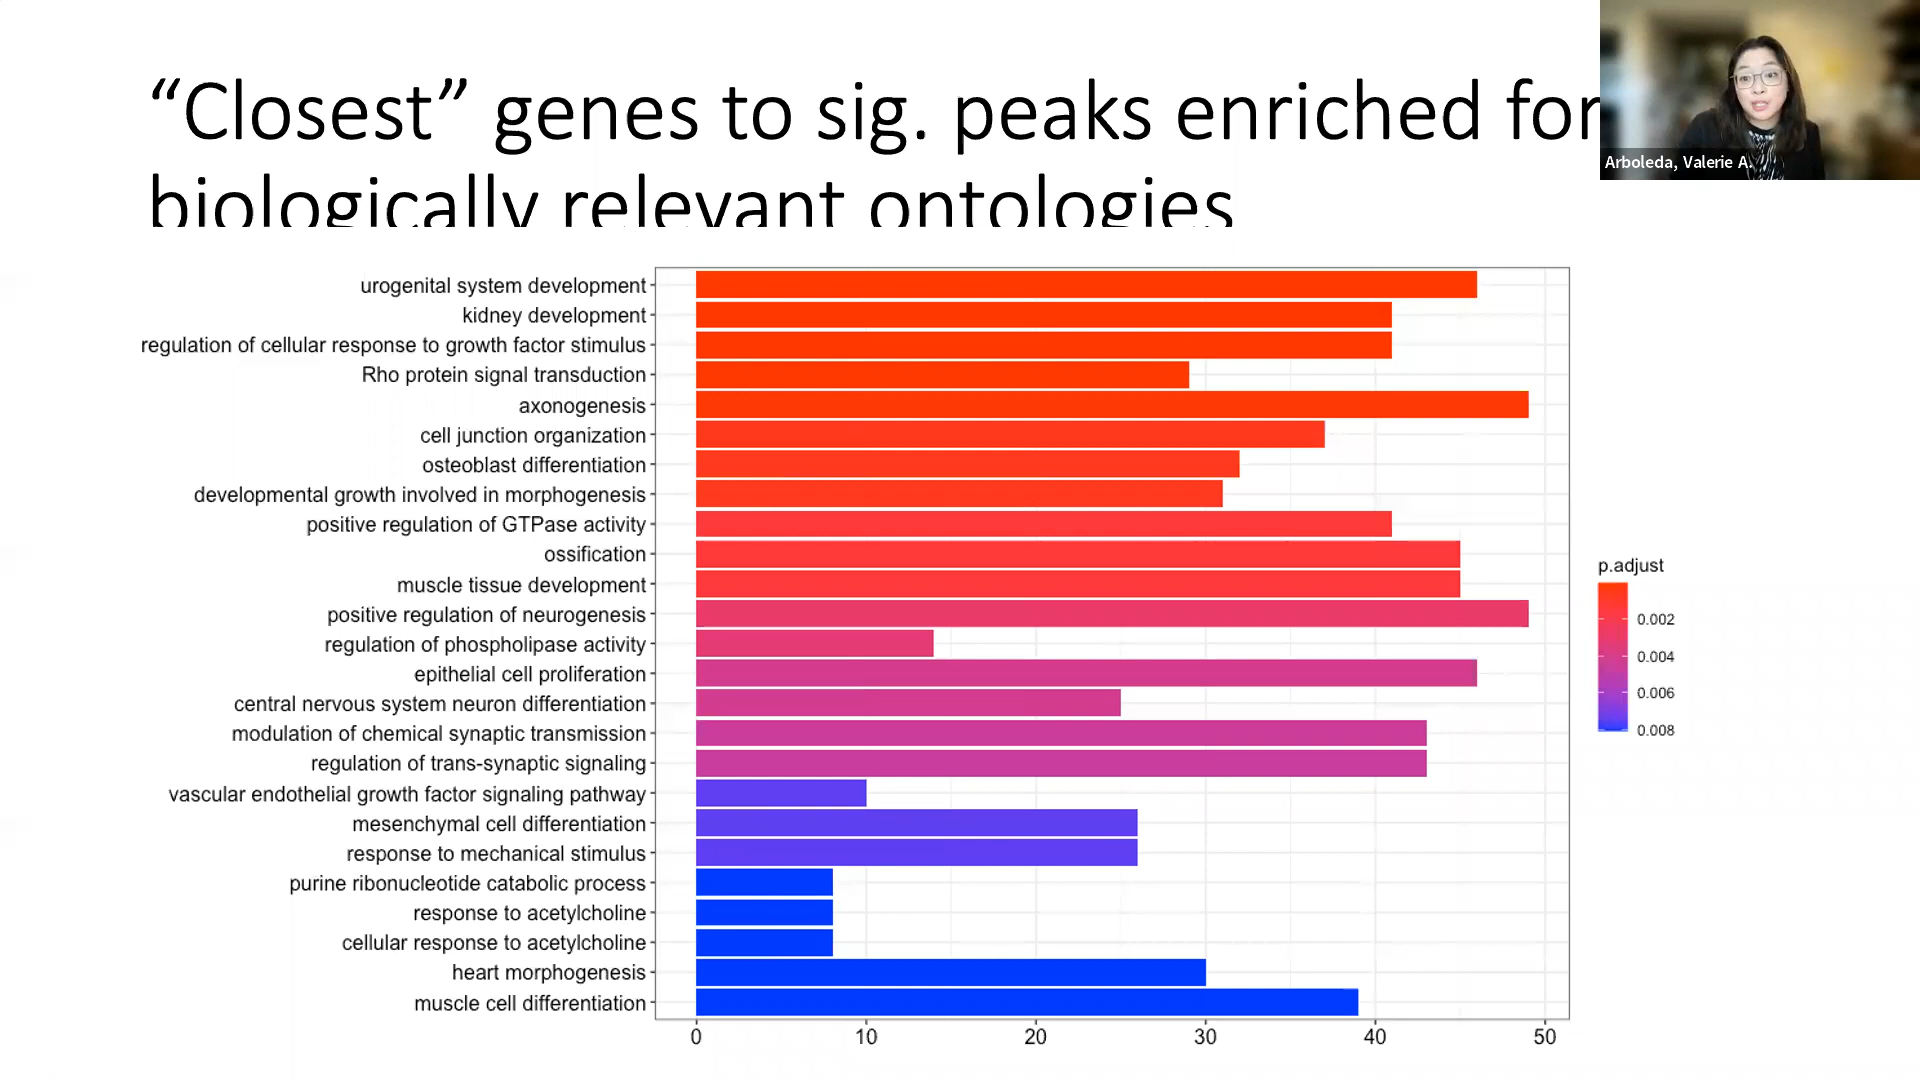 “Closest” genes to sig. peaks enriched for
biologically relevant ontologies
Arboleda, Valerie A.
urogenital system development
kidney development
regulation of cellular response to growth factor stimulus
Rho protein signal transduction
axonogenesis
cell junction organization
osteoblast differentiation
developmental growth involved in morphogenesis
positive regulation of GTPase activity
ossification
muscle tissue development
positive regulation of neurogenesis
regulation of phospholipase activity
epithelial cell proliferation
central nervous system neuron differentiation
modulation of chemical synaptic transmission
regulation of trans-synaptic signaling
vascular endothelial growth factor signaling pathway
mesenchymal cell differentiation
response to mechanical stimulus
purine ribonucleotide catabolic process
response to acetylcholine
cellular response to acetylcholine
heart morphogenesis
muscle cell differentiation
0 10 20 30 40 50
p.adjust
0.002
0.004
0.006
0.008